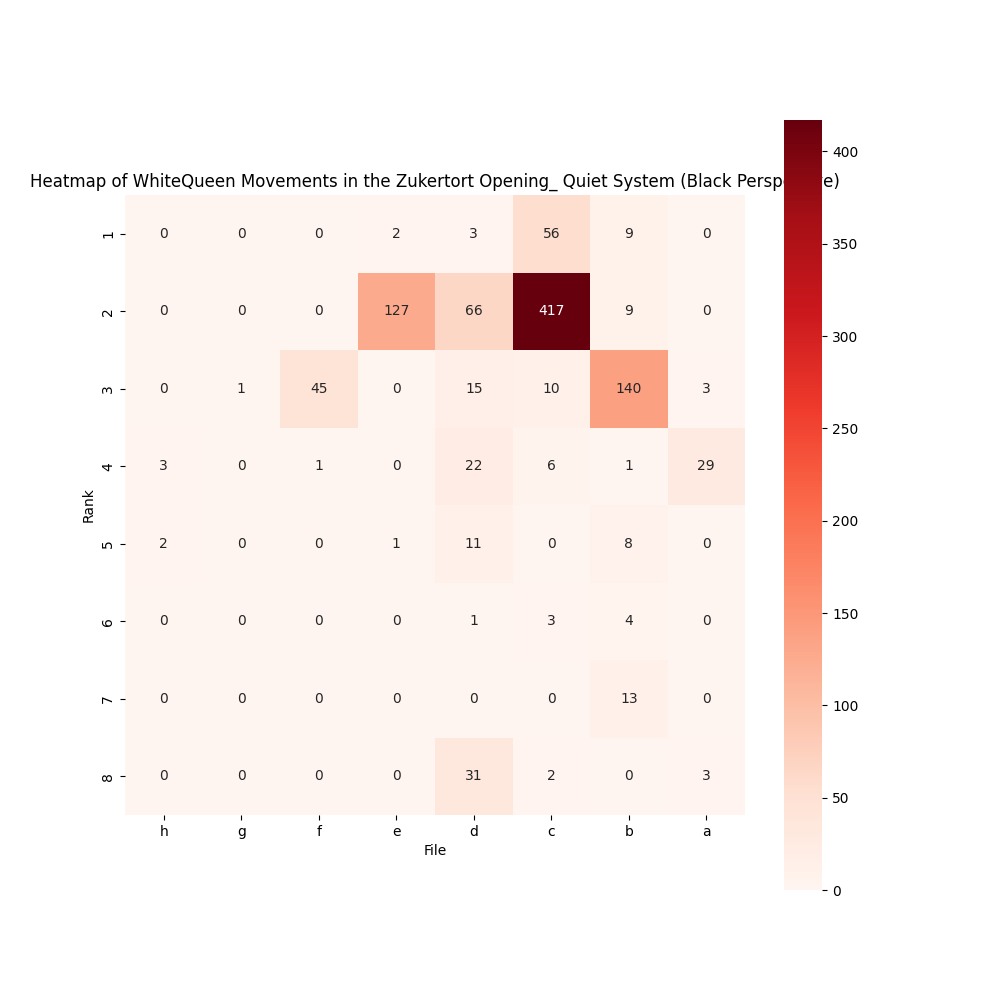 Heatmap of WhiteQueen Movements in the Zukertort Opening_ Quiet System (Black Perspe e)
400
1 0 0 0 2 3 56 9 0
350
2 0 0 0 127 66 417 9 0
300
3 0 1 45 0 15 10 140 3
250
4 3 0 1 0 22 6 1 29
Rank
200
5 2 0 0 1 11 0 8 0
150
6 0 0 0 0 1 3 4 0
7 0 0 0 0 0 0 13 0
100
50
8 0 0 0 0 31 2 0 3
h g f e d c b a
File
0